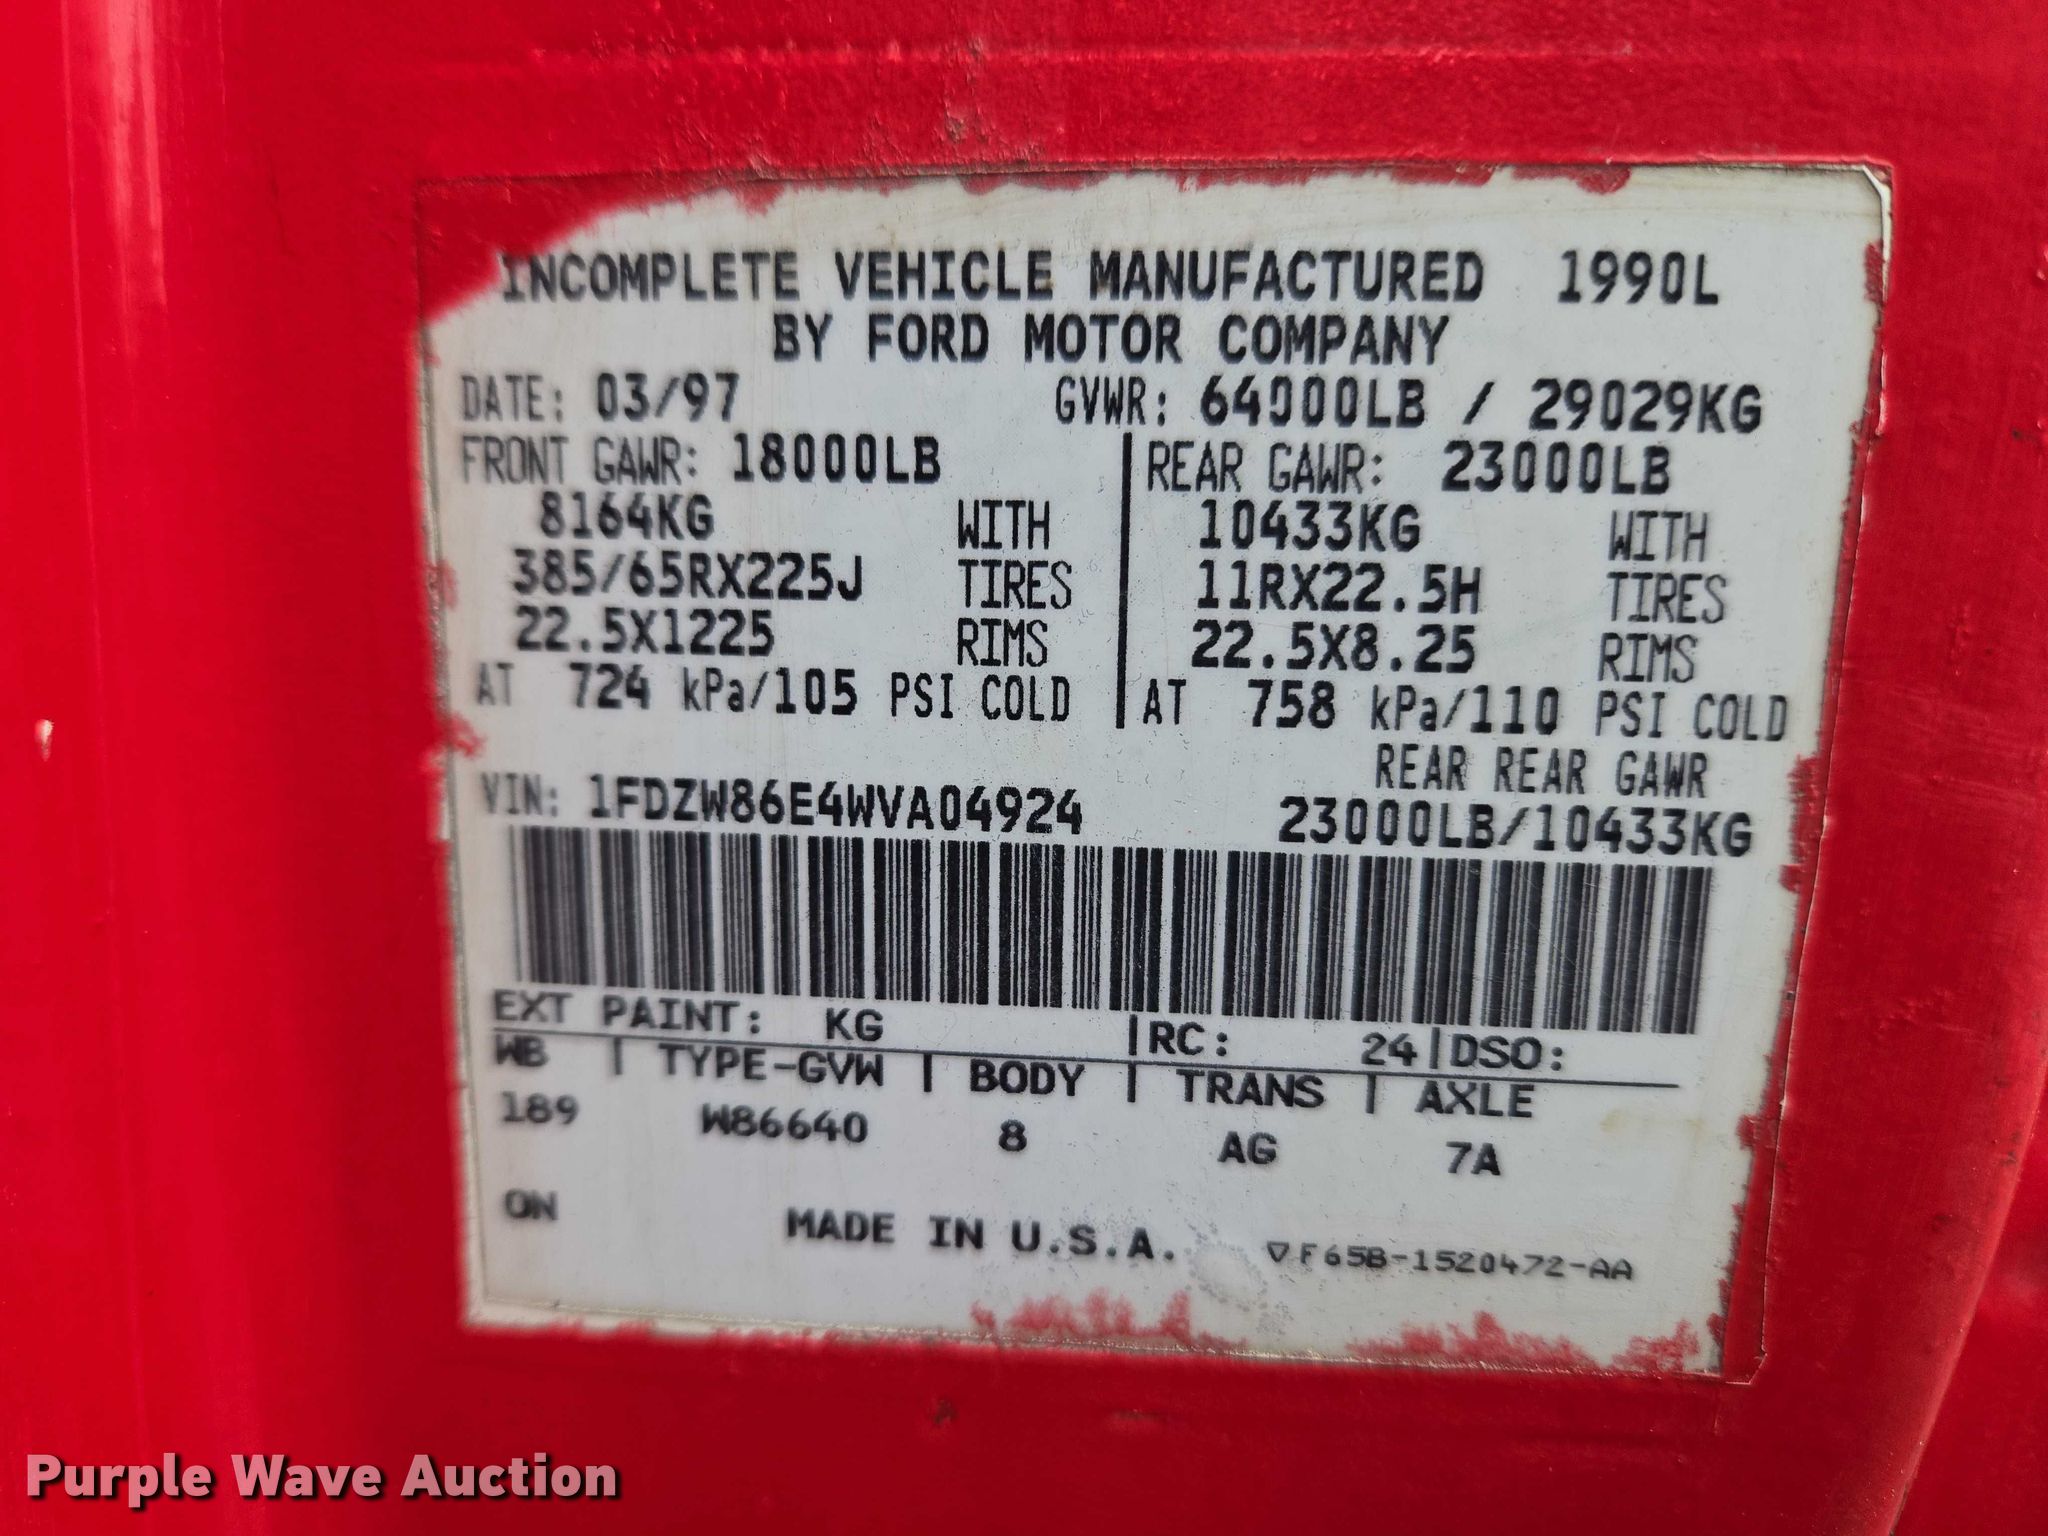 INCOMPLETE VEHICLE MANUFACTURED 1990L
BY FORD MOTOR COMPANY
DATE: 03/97 GVWR: 64000LB / 29029KG
FRONT GAWR: 18000LB REAR GAWR: 23000LB
8164KG WITH 10433KG WITH
385/65RX225J TIRES 11RX22.5H TIRES
22.5X1225 RIMS 22.5X8.25 RIMS
AT 724 kPa/105 PSI COLD AT 758 kPa/110 PSI COLD
REAR REAR GAWR
VIN: 1FDZW86E4WVA04924 23000LB/10433KG
EXT PAINT: KG |RC: 24|DSO:
WB | TYPE-GVW | BODY | TRANS | AXLE
189 W86640 8 AG 7A
ON MADE IN U.S.A. ▽F65B-1520472-AA
Purple Wave Auction